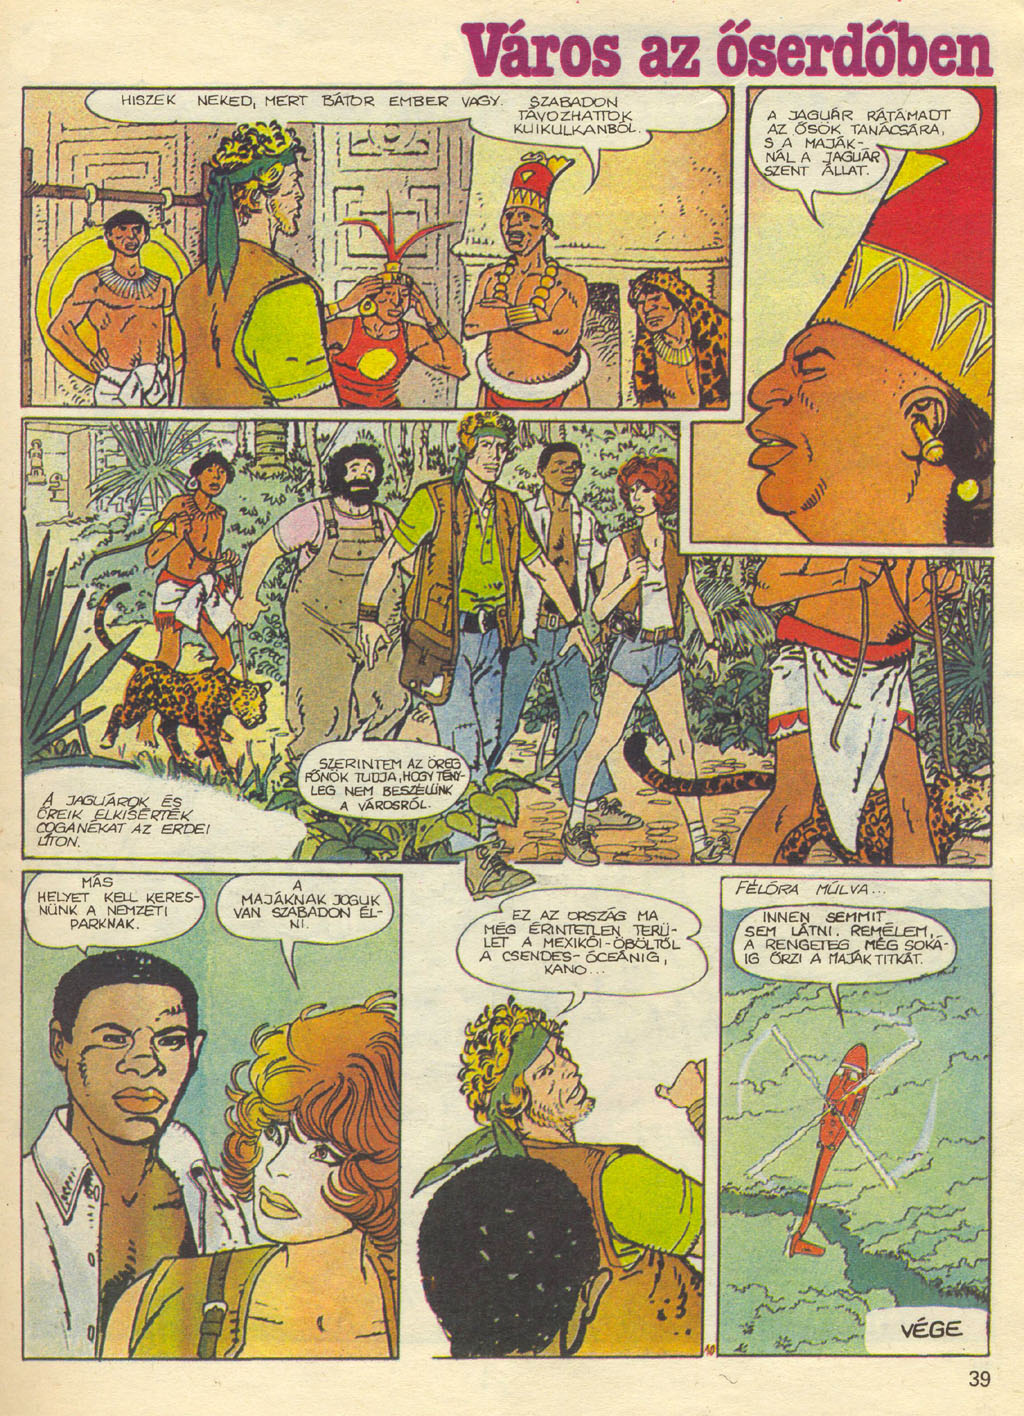 Város az őserdőben
HISZEK NEKED, MERT BÁTOR EMBER VAGY.
SZABADON
TÁVOZHATTOK
KUIKULKANBÓL.
A JAGUÁR RÁTÁMADT
AZ ŐSÖK TANÁCSÁRA,
S A MAJÁK-
NÁL A JAGUÁR
SZENT ÁLLAT.
A JAGUÁROK ÉS
ŐREIK ELKISÉRTÉK
COGANÉKAT AZ ERDEI
ÚTON.
SZERINTEM AZ ÖREG
FŐNÖK TUDJA, HOGY TÉNY-
LEG NEM BESZÉLÜNK
A VÁROSRÓL.
MÁS
HELYET KELL KERES-
NÜNK A NEMZETI
PARKNAK.
A
MAJÁKNAK JOGUK
VAN SZABADON ÉL-
NI.
EZ AZ ORSZÁG MA
MÉG ÉRINTETLEN TERÜ-
LET A MEXIKÓI-ÖBÖLTŐL
A CSENDES-ÓCEÁNIG,
KANO...
FÉLÓRA MÚLVA...
INNEN SEMMIT
SEM LÁTNI. REMÉLEM,
A RENGETEG MÉG SOKÁ-
IG ŐRZI A MAJÁK TITKÁT.
VÉGE
10
39